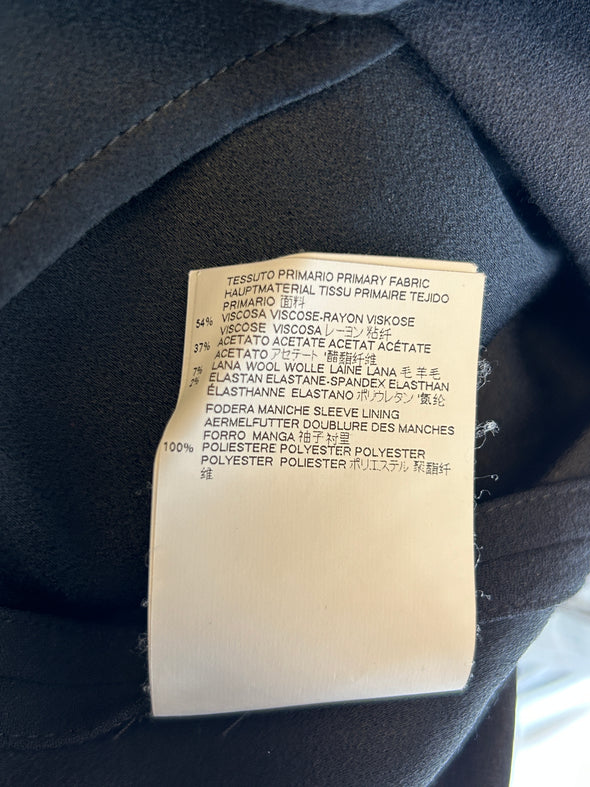 TESSUTO PRIMARIO PRIMARY FABRIC
HAUPTMATERIAL TISSU PRIMAIRE TEJIDO
PRIMARIO 面料
54% VISCOSA VISCOSE-RAYON VISKOSE
VISCOSE VISCOSA レーヨン 粘纤
37% ACETATO ACETATE ACETAT ACÉTATE
ACETATO アセテート '醋酯纤维
7% LANA WOOL WOLLE LAINE LANA 毛 羊毛
2% ELASTAN ELASTANE-SPANDEX ELASTHAN
ÉLASTHANNE ELASTANO ポリウレタン '氨纶
FODERA MANICHE SLEEVE LINING
AERMELFUTTER DOUBLURE DES MANCHES
FORRO MANGA 袖子 衬里
100% POLIESTERE POLYESTER POLYESTER
POLYESTER POLIESTER ポリエステル 聚酯纤
维